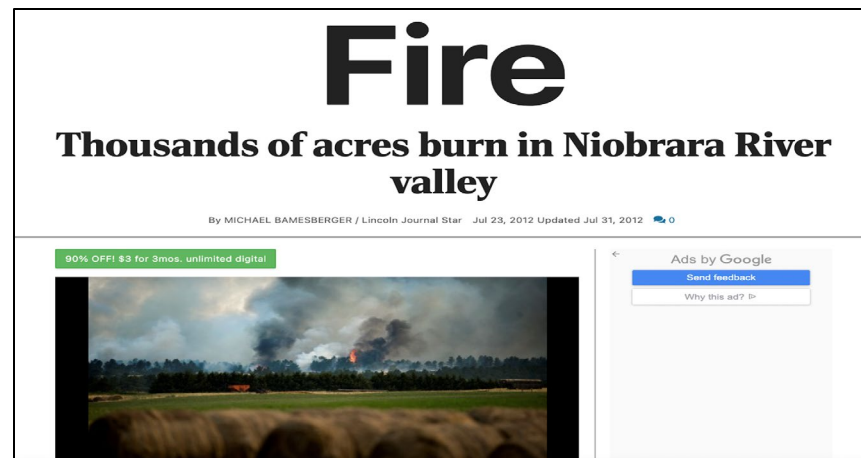 Fire
Thousands of acres burn in Niobrara River
valley
By MICHAEL BAMESBERGER / Lincoln Journal Star Jul 23, 2012 Updated Jul 31, 2012 0
90% OFF! $3 for 3mos. unlimited digital
Ads by Google
Send feedback
Why this ad?